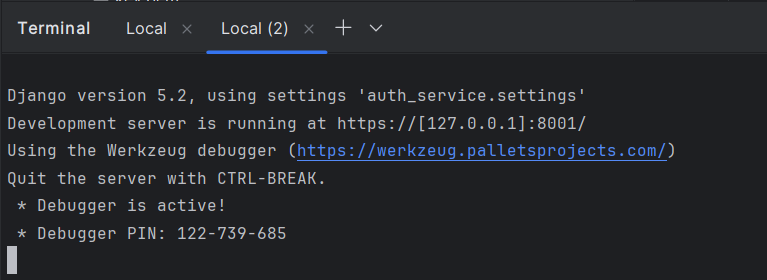 Terminal Local × Local (2) ×
Django version 5.2, using settings 'auth_service.settings'
Development server is running at https://[127.0.0.1]:8001/
Using the Werkzeug debugger (https://werkzeug.palletsprojects.com/)
Quit the server with CTRL-BREAK.
 * Debugger is active!
 * Debugger PIN: 122-739-685